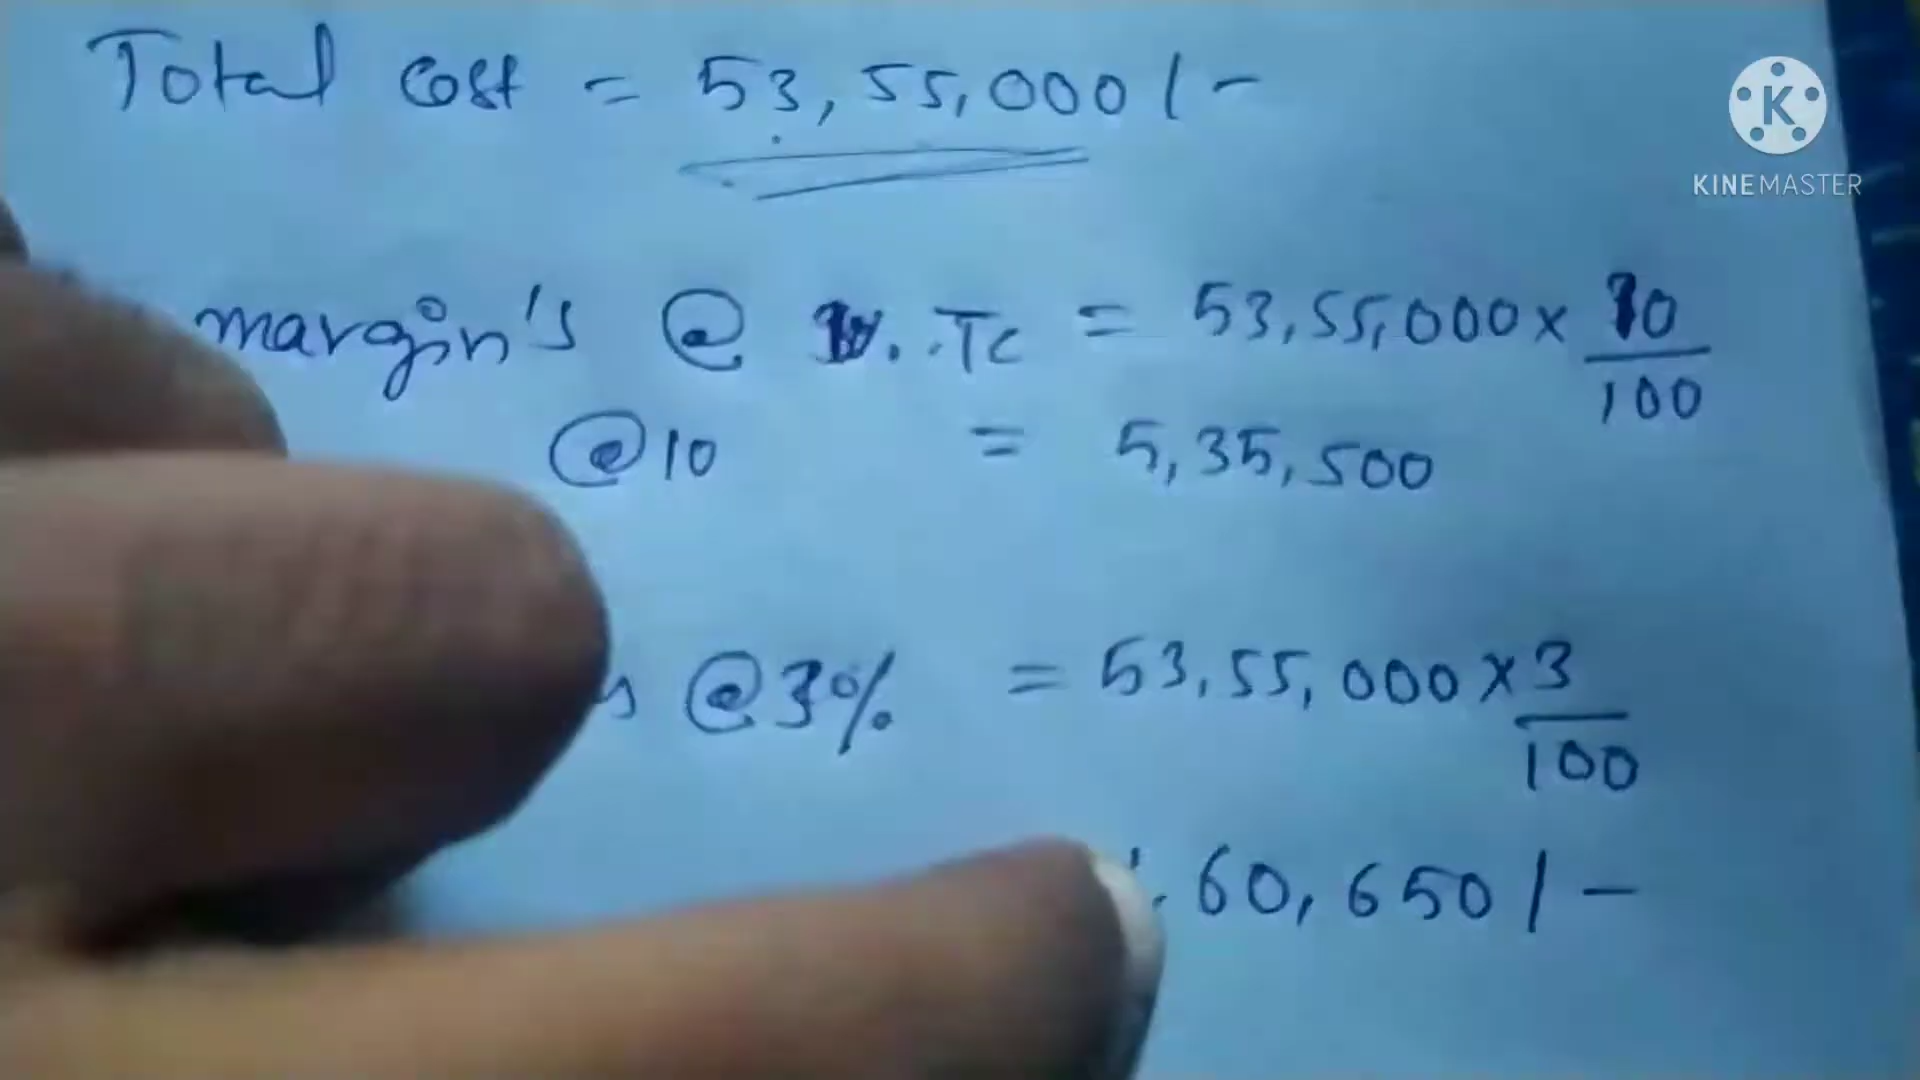 Total cost = 53,55,000/-
KINEMASTER
margin's @ Tc = 53,55,000 x 10/100
@10 = 5,35,500
s @3% = 53,55,000 x 3/100
60,650/-